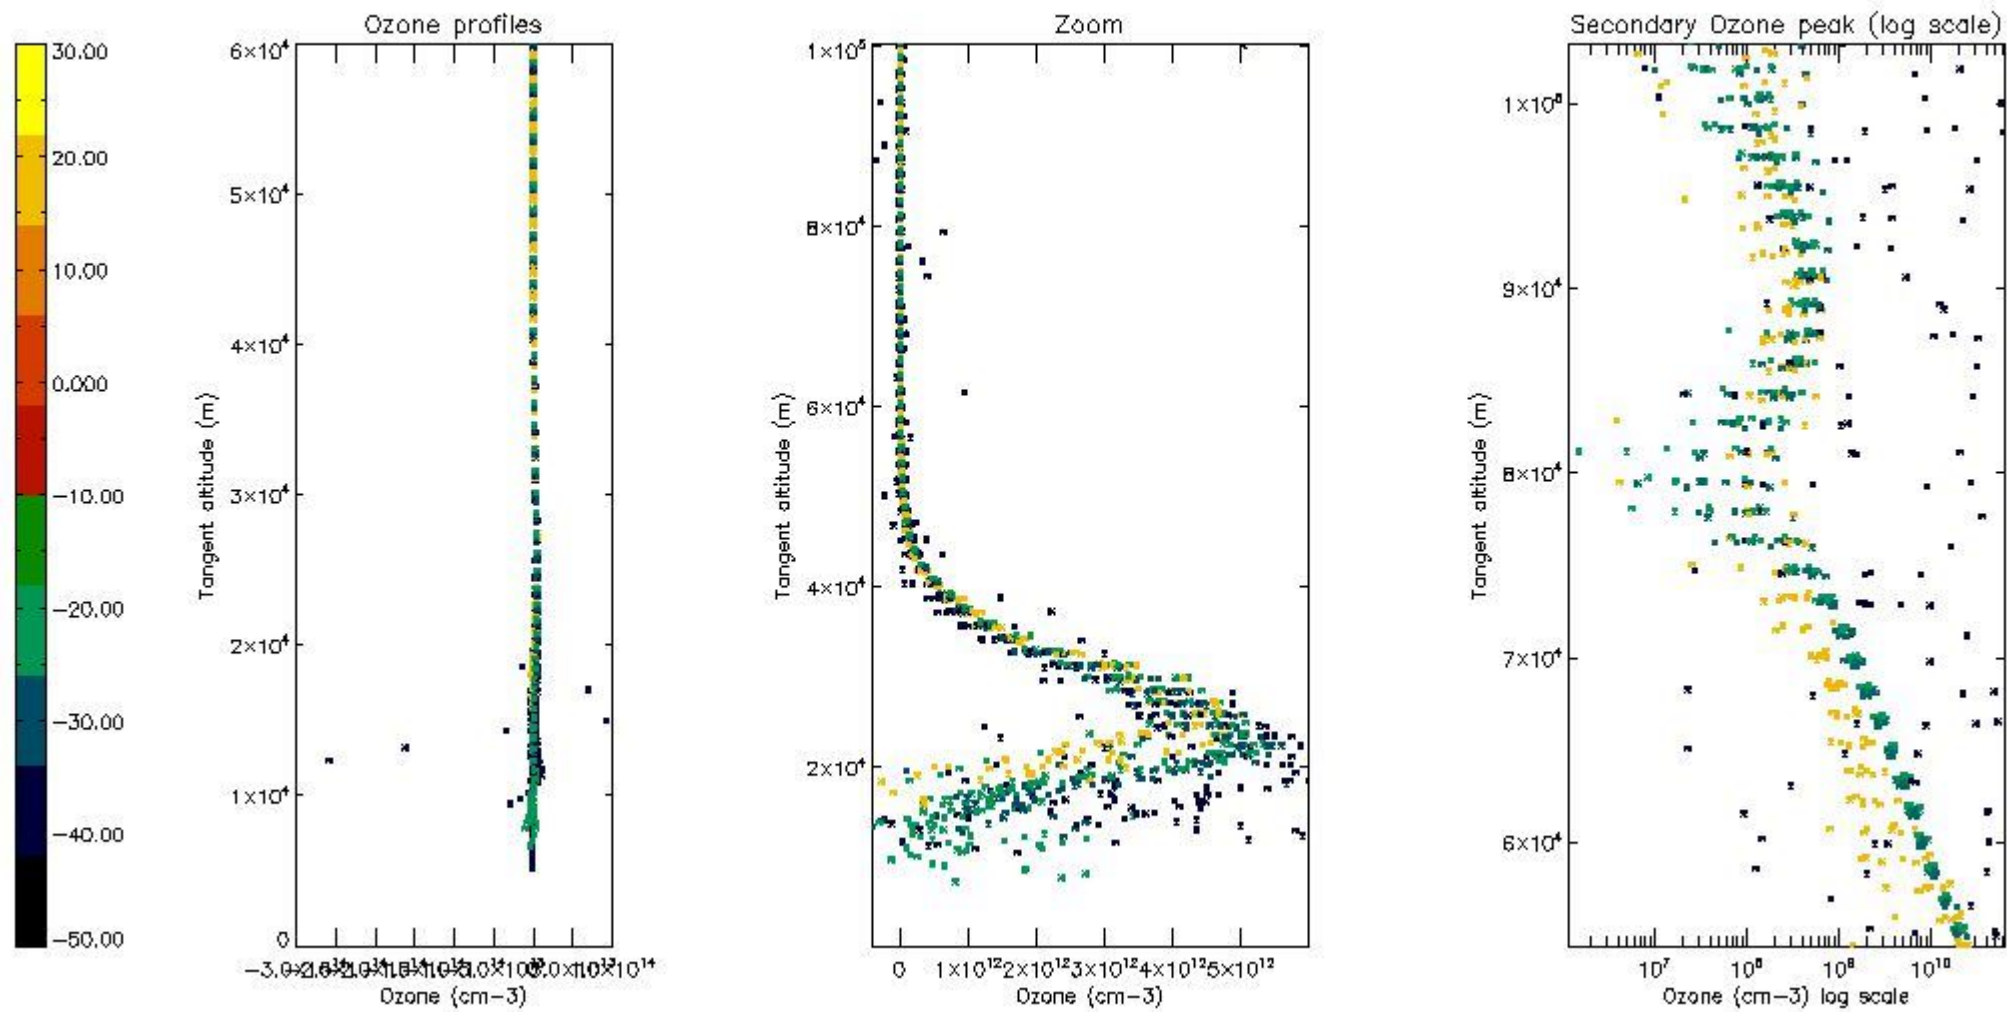 Ozone profiles
Zoom
Secondary Ozone peak (log scale)
30.00
20.00
10.00
0.000
-10.00
-20.00
-30.00
-40.00
-50.00
6×10⁴
5×10⁴
4×10⁴
3×10⁴
2×10⁴
1×10⁴
0
Tangent altitude (m)
Ozone (cm-3)
1×10⁵
8×10⁴
6×10⁴
4×10⁴
2×10⁴
Tangent altitude (m)
0 1×10¹² 2×10¹² 3×10¹² 4×10¹² 5×10¹²
Ozone (cm-3)
1×10⁵
9×10⁴
8×10⁴
7×10⁴
6×10⁴
Tangent altitude (m)
10⁷ 10⁸ 10⁹ 10¹⁰
Ozone (cm-3) log scale